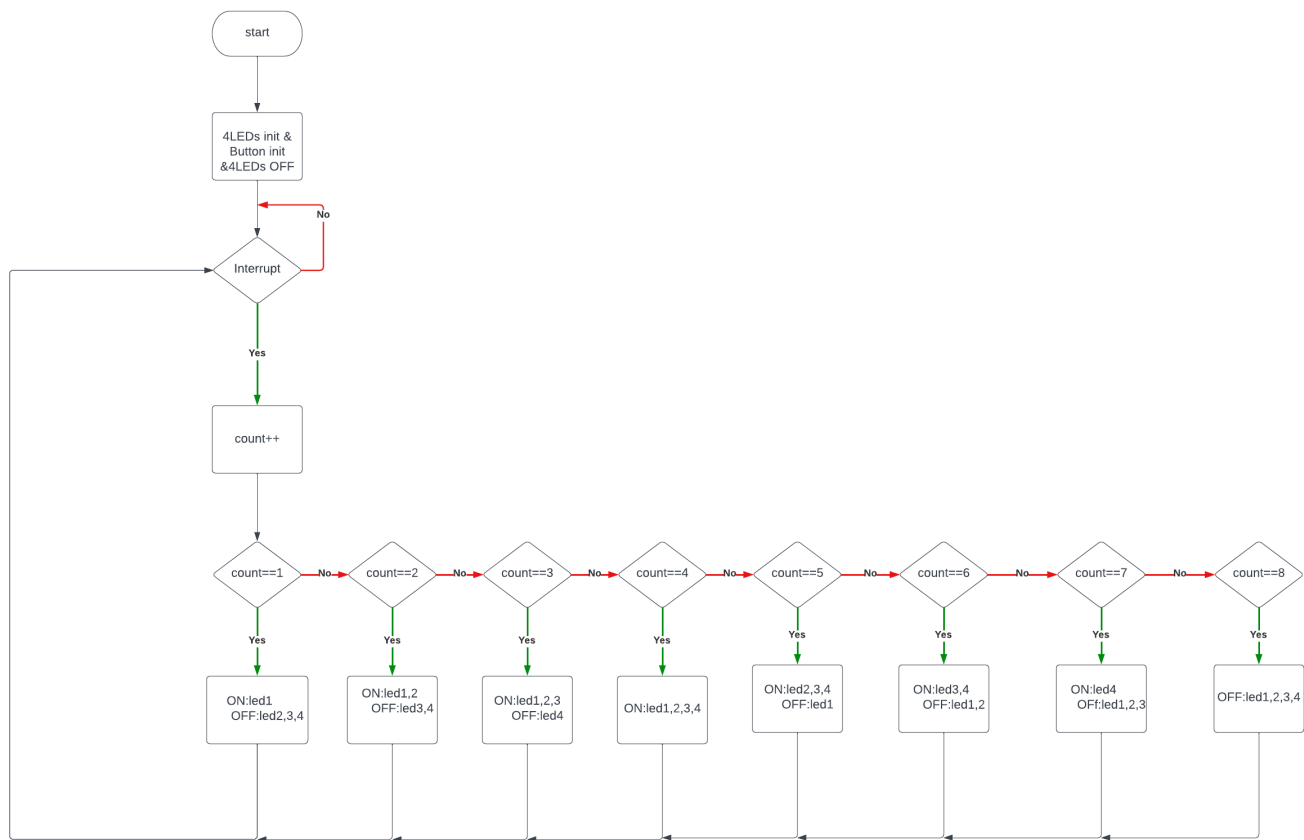 start
4LEDs init &
Button init
&4LEDs OFF
No
Interrupt
Yes
count++
count==1
No
count==2
No
count==3
No
count==4
No
count==5
No
count==6
No
count==7
No
count==8
Yes
Yes
Yes
Yes
Yes
Yes
Yes
Yes
ON:led1
OFF:led2,3,4
ON:led1,2
OFF:led3,4
ON:led1,2,3
OFF:led4
ON:led1,2,3,4
ON:led2,3,4
OFF:led1
ON:led3,4
OFF:led1,2
ON:led4
OFf:led1,2,3
OFF:led1,2,3,4